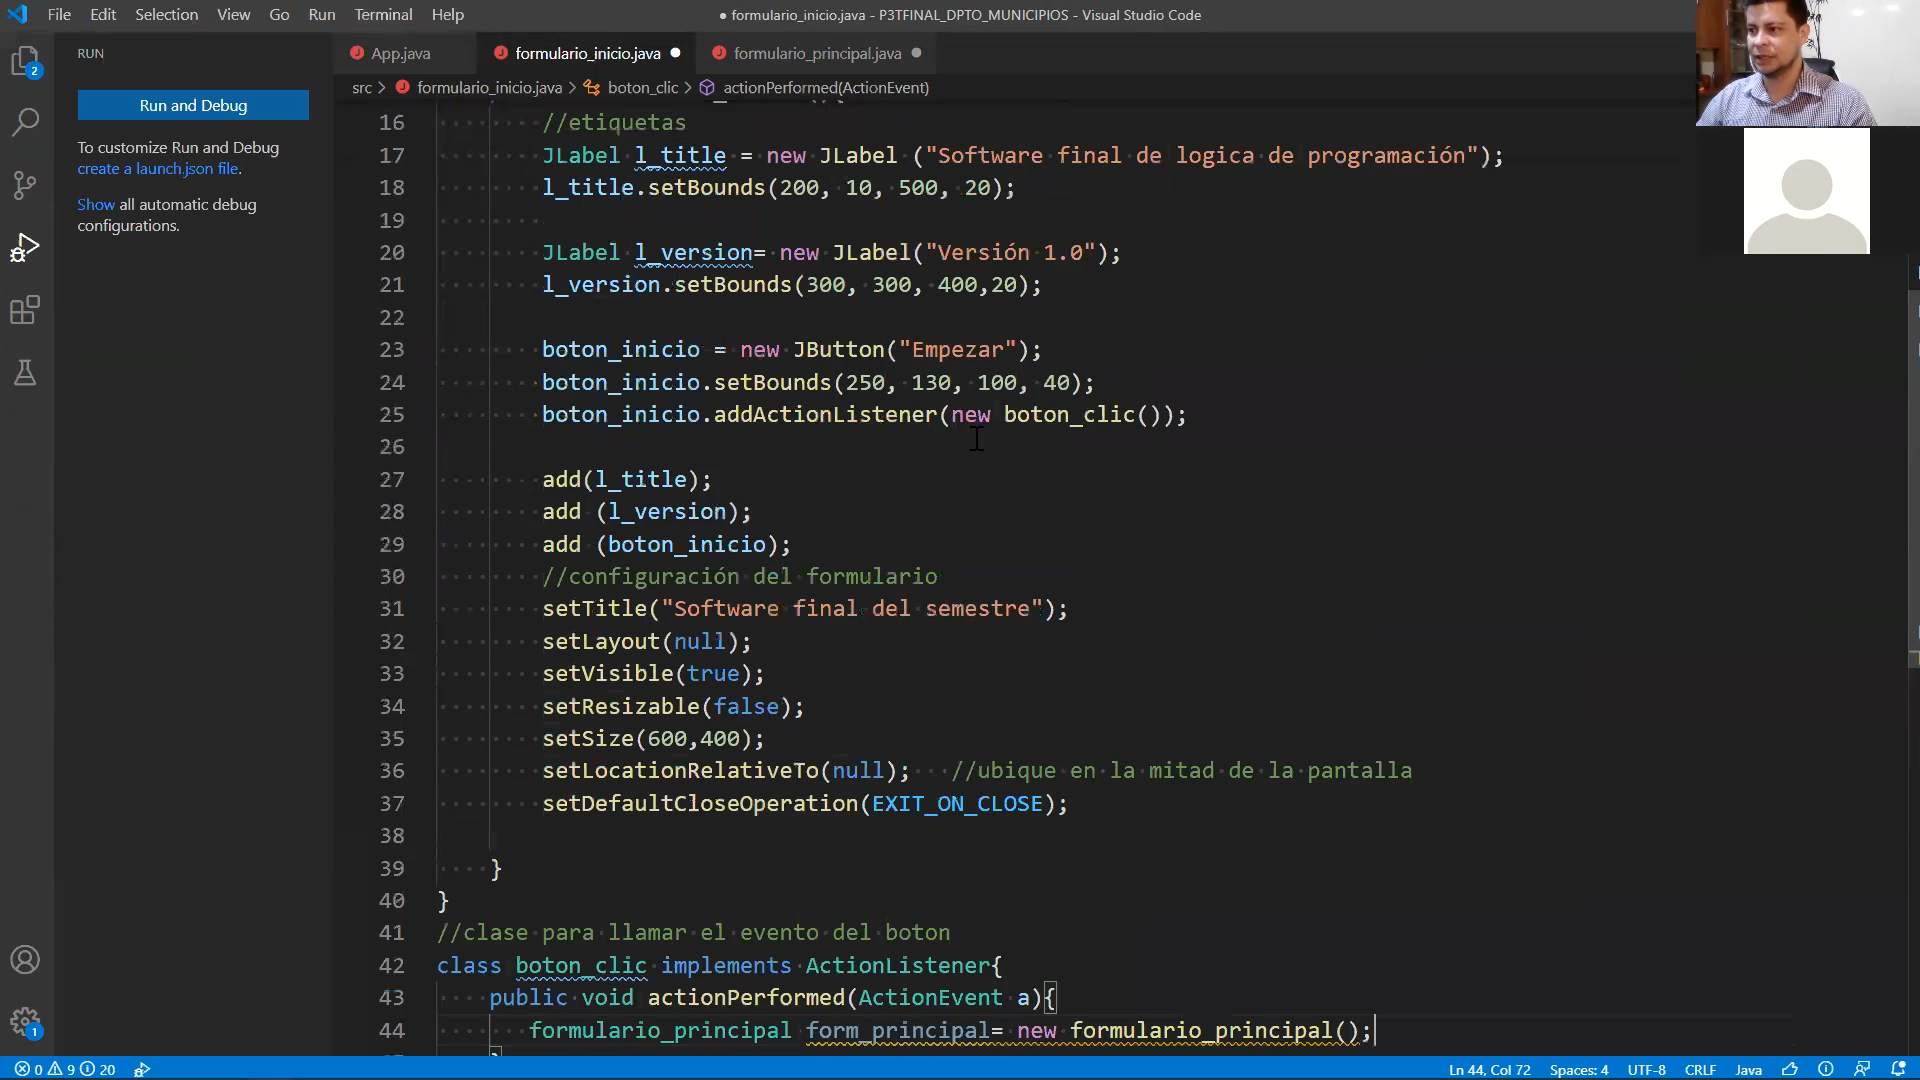 File Edit Selection View Go Run Terminal Help
● formulario_inicio.java - P3TFINAL_DPTO_MUNICIPIOS - Visual Studio Code
RUN
App.java formulario_inicio.java formulario_principal.java
src > formulario_inicio.java > boton_clic > actionPerformed(ActionEvent)
2
Run and Debug
To customize Run and Debug
create a launch.json file.
Show all automatic debug
configurations.
1
16 //etiquetas
17 JLabel l_title = new JLabel ("Software final de logica de programación");
18 l_title.setBounds(200, 10, 500, 20);
19
20 JLabel l_version= new JLabel("Versión 1.0");
21 l_version.setBounds(300, 300, 400,20);
22
23 boton_inicio = new JButton("Empezar");
24 boton_inicio.setBounds(250, 130, 100, 40);
25 boton_inicio.addActionListener(new boton_clic());
26
27 add(l_title);
28 add (l_version);
29 add (boton_inicio);
30 //configuración del formulario
31 setTitle("Software final del semestre");
32 setLayout(null);
33 setVisible(true);
34 setResizable(false);
35 setSize(600,400);
36 setLocationRelativeTo(null); //ubique en la mitad de la pantalla
37 setDefaultCloseOperation(EXIT_ON_CLOSE);
38
39 }
40 }
41 //clase para llamar el evento del boton
42 class boton_clic implements ActionListener{
43 public void actionPerformed(ActionEvent a){
44 formulario_principal form_principal= new formulario_principal();
0 9 20
Ln 44, Col 72 Spaces: 4 UTF-8 CRLF Java